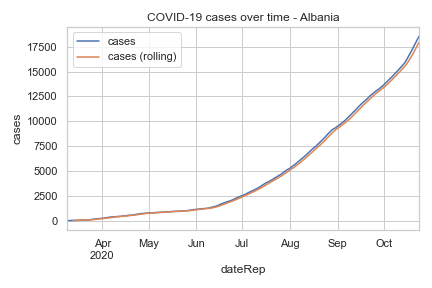 COVID-19 cases over time - Albania
cases
cases (rolling)
17500
15000
12500
10000
7500
5000
2500
0
cases
Apr May Jun Jul Aug Sep Oct
2020
dateRep